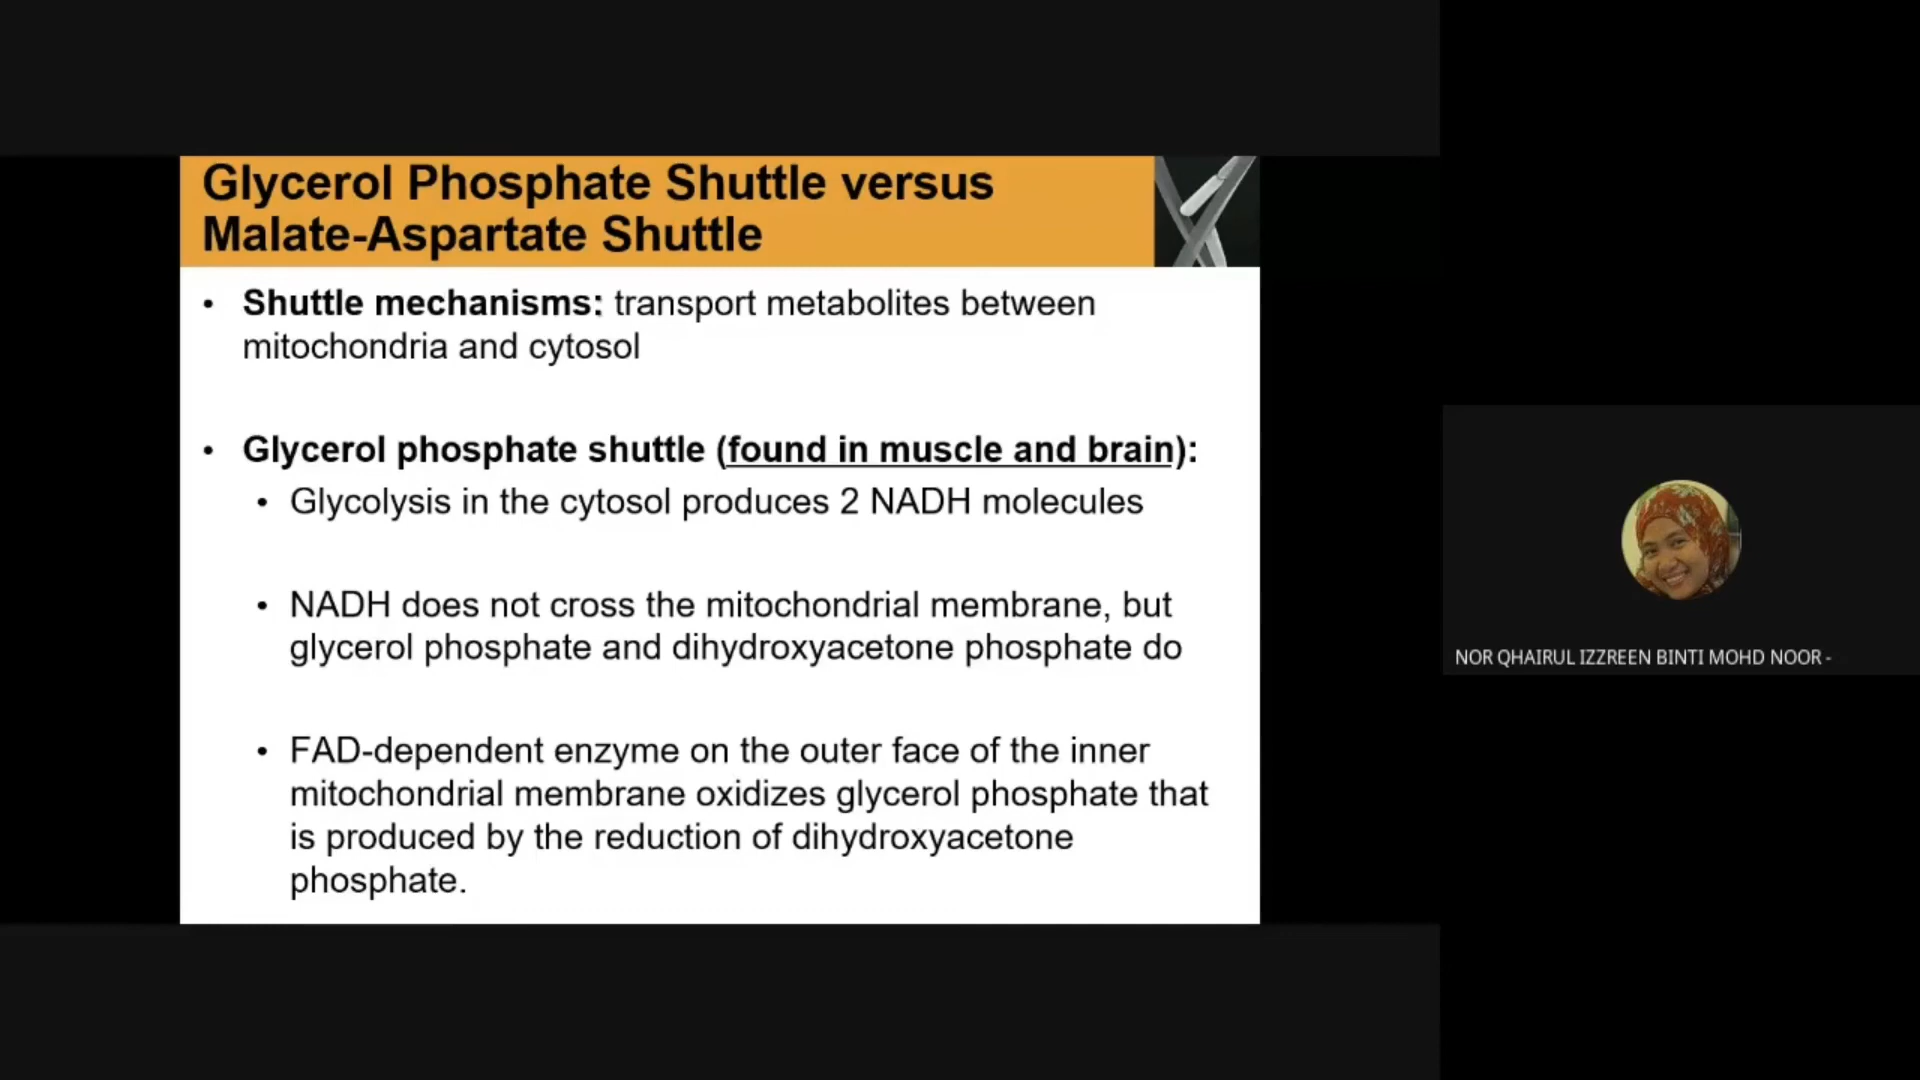 Glycerol Phosphate Shuttle versus
Malate-Aspartate Shuttle
• Shuttle mechanisms: transport metabolites between
mitochondria and cytosol
• Glycerol phosphate shuttle (found in muscle and brain):
• Glycolysis in the cytosol produces 2 NADH molecules
• NADH does not cross the mitochondrial membrane, but
glycerol phosphate and dihydroxyacetone phosphate do
• FAD-dependent enzyme on the outer face of the inner
mitochondrial membrane oxidizes glycerol phosphate that
is produced by the reduction of dihydroxyacetone
phosphate.
NOR QHAIRUL IZZREEN BINTI MOHD NOOR -